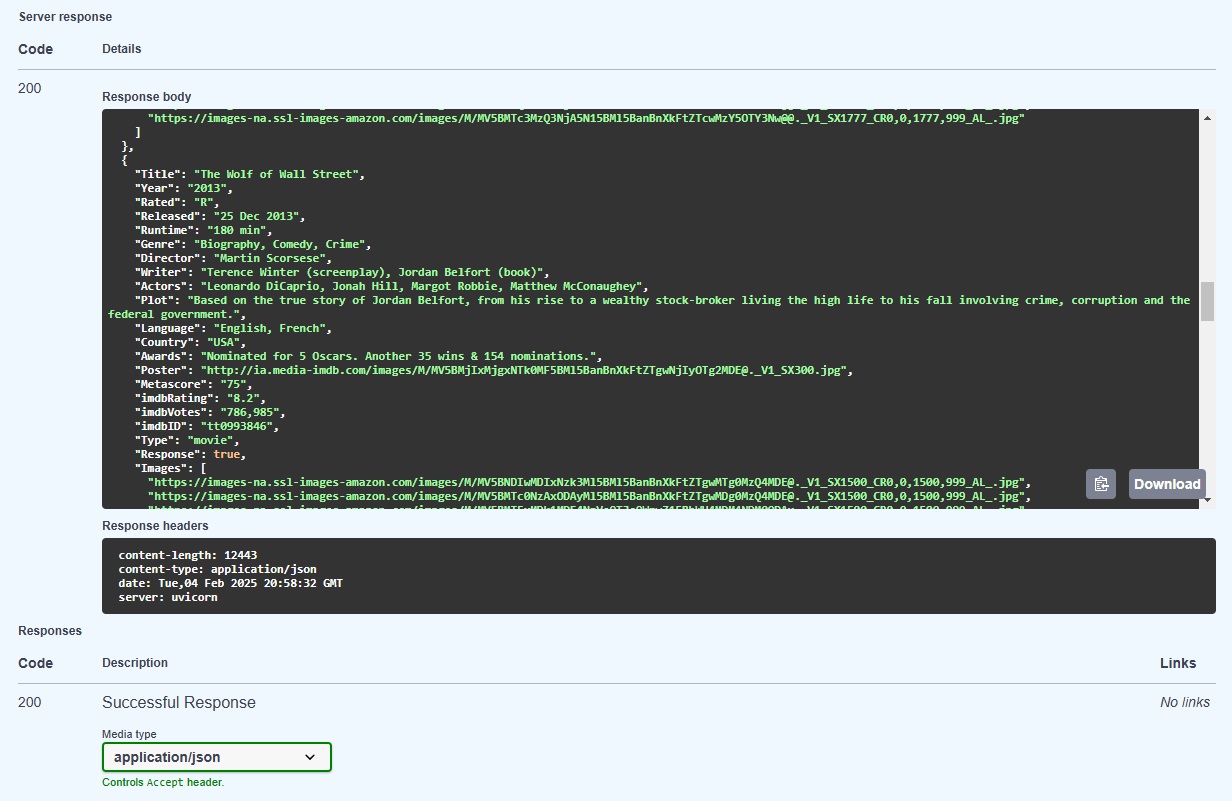 Server response
Code Details
200
Response body
"https://images-na.ssl-images-amazon.com/images/M/MV5BMTc3MzQ3NjA5N15BMl5BanBnXkFtZTcwMzY5OTY3Nw@@._V1_SX1777_CR0,0,1777,999_AL_.jpg"
]
},
{
"Title": "The Wolf of Wall Street",
"Year": "2013",
"Rated": "R",
"Released": "25 Dec 2013",
"Runtime": "180 min",
"Genre": "Biography, Comedy, Crime",
"Director": "Martin Scorsese",
"Writer": "Terence Winter (screenplay), Jordan Belfort (book)",
"Actors": "Leonardo DiCaprio, Jonah Hill, Margot Robbie, Matthew McConaughey",
"Plot": "Based on the true story of Jordan Belfort, from his rise to a wealthy stock-broker living the high life to his fall involving crime, corruption and the
federal government.",
"Language": "English, French",
"Country": "USA",
"Awards": "Nominated for 5 Oscars. Another 35 wins & 154 nominations.",
"Poster": "http://ia.media-imdb.com/images/M/MV5BMjIxMjgxNTk0MF5BMl5BanBnXkFtZTgwNjIyOTg2MDE@._V1_SX300.jpg",
"Metascore": "75",
"imdbRating": "8.2",
"imdbVotes": "786,985",
"imdbID": "tt0993846",
"Type": "movie",
"Response": true,
"Images": [
"https://images-na.ssl-images-amazon.com/images/M/MV5BNDIwMDIxNzk3Ml5BMl5BanBnXkFtZTgwMTg0MzQ4MDE@._V1_SX1500_CR0,0,1500,999_AL_.jpg",
"https://images-na.ssl-images-amazon.com/images/M/MV5BMTc0NzAxODAyMl5BMl5BanBnXkFtZTgwMDg0MzQ4MDE@._V1_SX1500_CR0,0,1500,999_AL_.jpg",
Download
Response headers
content-length: 12443
content-type: application/json
date: Tue,04 Feb 2025 20:58:32 GMT
server: uvicorn
Responses
Code Description Links
200 Successful Response No links
Media type
application/json
Controls Accept header.